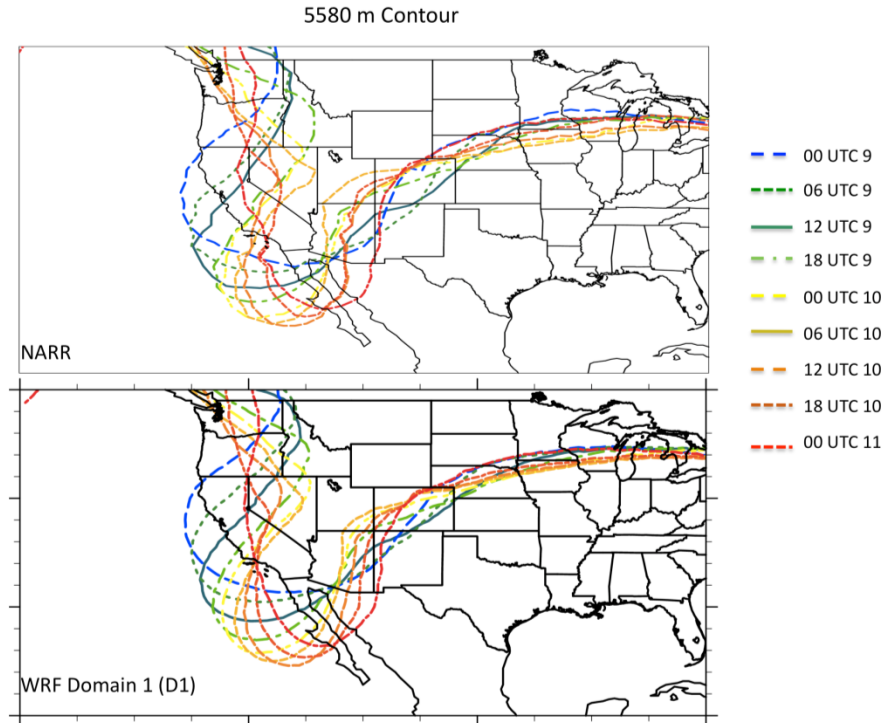 5580 m Contour
NARR
00 UTC 9
06 UTC 9
12 UTC 9
18 UTC 9
00 UTC 10
06 UTC 10
12 UTC 10
18 UTC 10
00 UTC 11
WRF Domain 1 (D1)